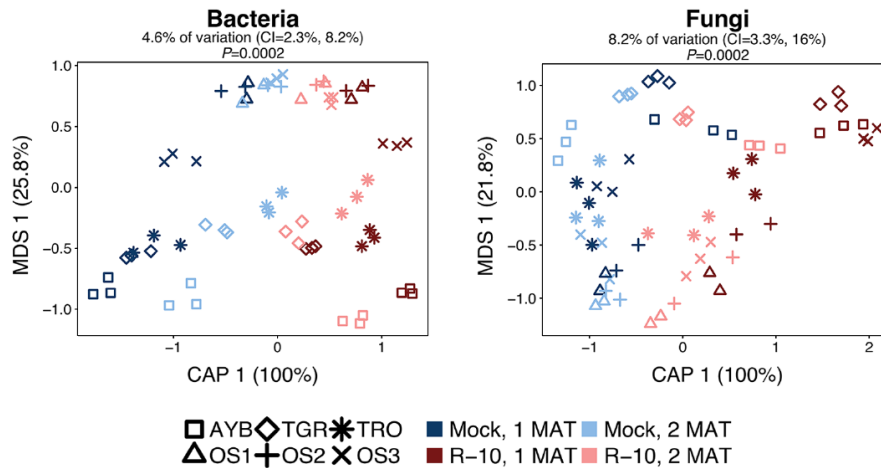 Bacteria
4.6% of variation (CI=2.3%, 8.2%)
P=0.0002
1.0
0.5
0.0
−0.5
−1.0
MDS 1 (25.8%)
−1 0 1
CAP 1 (100%)
Fungi
8.2% of variation (CI=3.3%, 16%)
P=0.0002
1.0
0.5
0.0
−0.5
−1.0
MDS 1 (21.8%)
−1 0 1 2
CAP 1 (100%)
AYB TGR TRO Mock, 1 MAT Mock, 2 MAT
OS1 OS2 OS3 R−10, 1 MAT R−10, 2 MAT